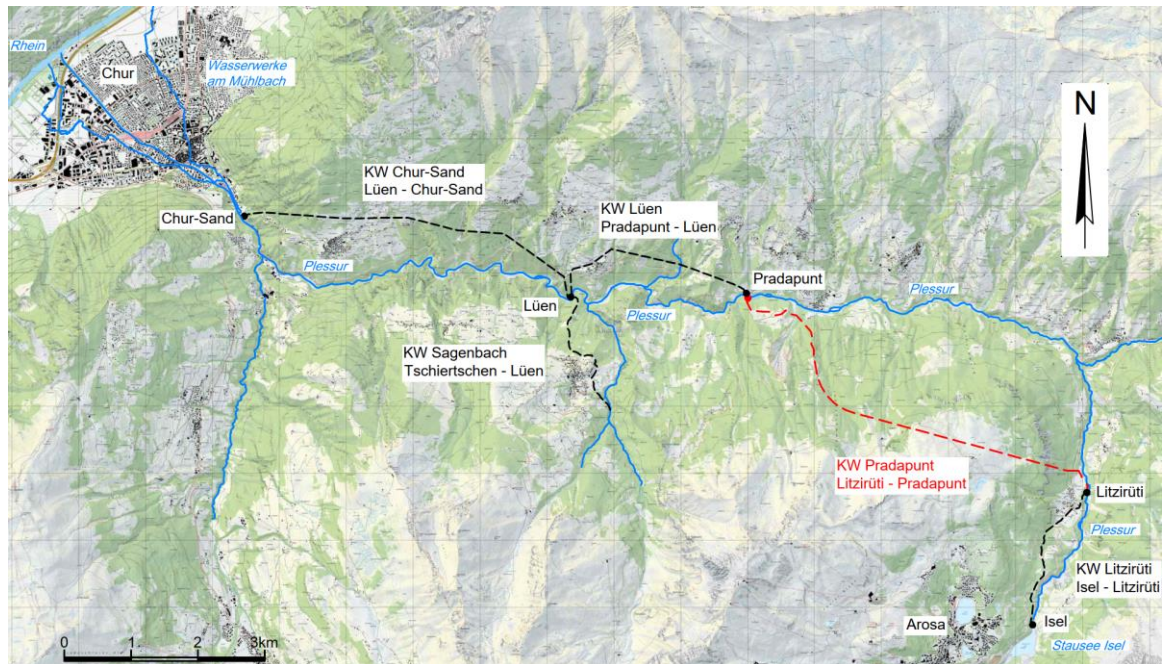 Rhein
Chur
Wasserwerke
am Mühlbach
N
KW Chur-Sand
Lüen - Chur-Sand
KW Lüen
Pradapunt - Lüen
Chur-Sand
Plessur
Lüen
Plessur
Pradapunt
Plessur
KW Sagenbach
Tschiertschen - Lüen
KW Pradapunt
Litzirüti - Pradapunt
Litzirüti
Plessur
KW Litzirüti
Isel - Litzirüti
Arosa
Isel
Stausee Isel
0 1 2 3km